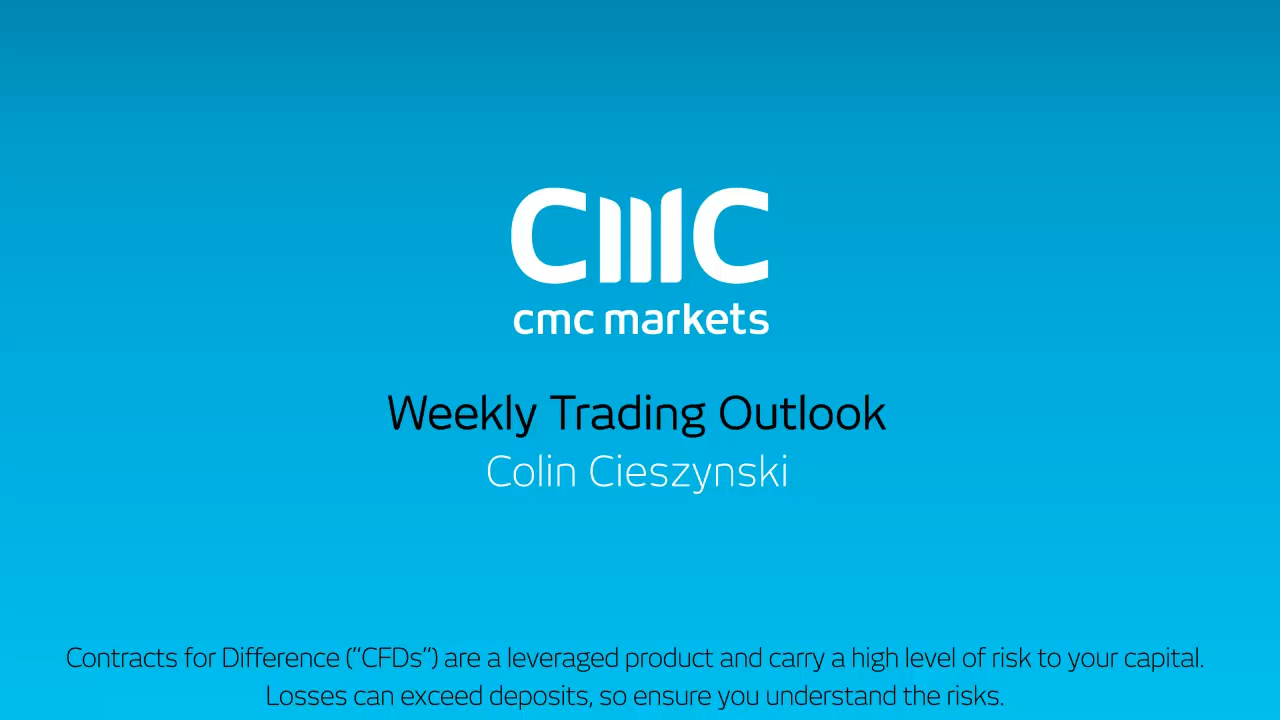 CMC
cmc markets
Weekly Trading Outlook
Colin Cieszynski
Contracts for Difference (“CFDs”) are a leveraged product and carry a high level of risk to your capital.
Losses can exceed deposits, so ensure you understand the risks.